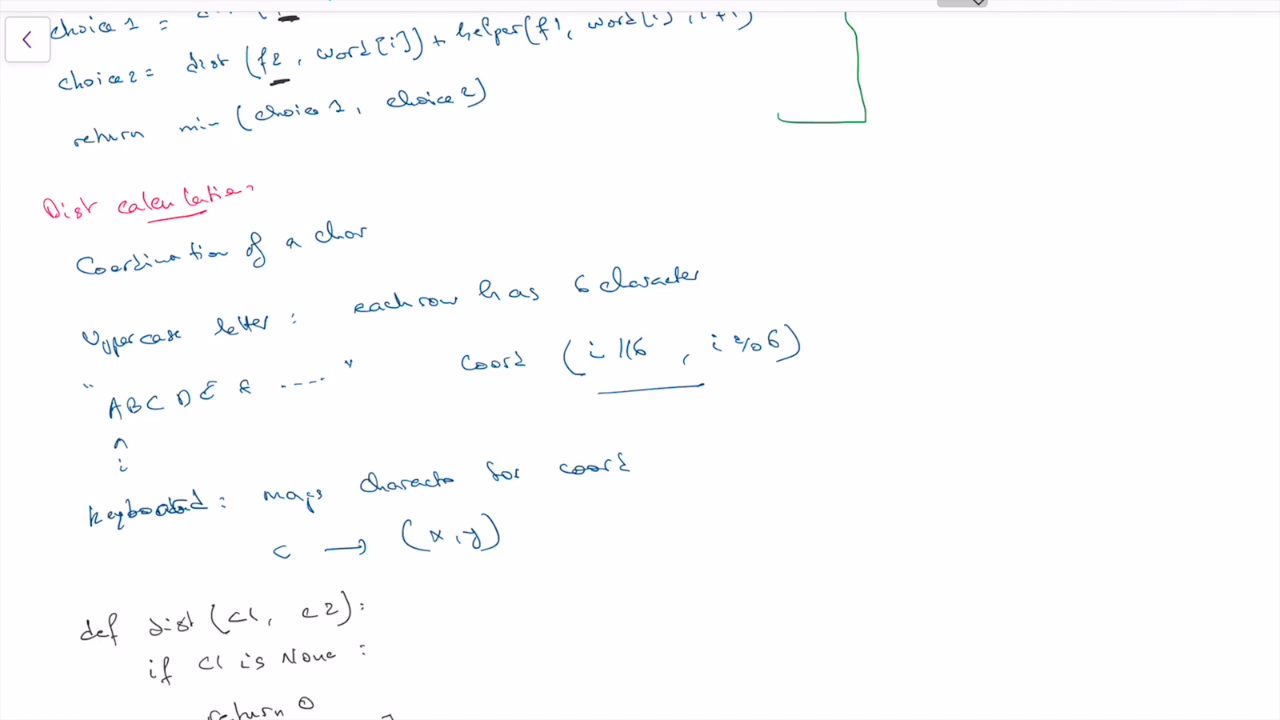 choice 1 =
choice 2 = dist (f2, word[i]) + helper(f1, word[i], i+1)
return min (choice 1, choice 2)
Dist calculation
Coordination of a char
Uppercase letter : each row has 6 character
" ABCDEF ---- " coord (i//6, i%6)
^
i
keyboard : maps character for coord
c → (x,y)
def dist (c1, c2):
if c1 is None :
return 0